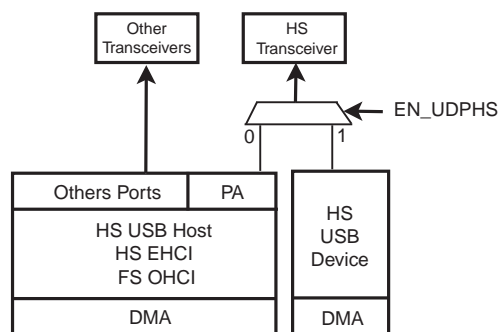 Other
Transceivers
HS
Transceiver
EN_UDPHS
0
1
Others Ports
PA
HS USB Host
HS EHCI
FS OHCI
DMA
HS
USB
Device
DMA